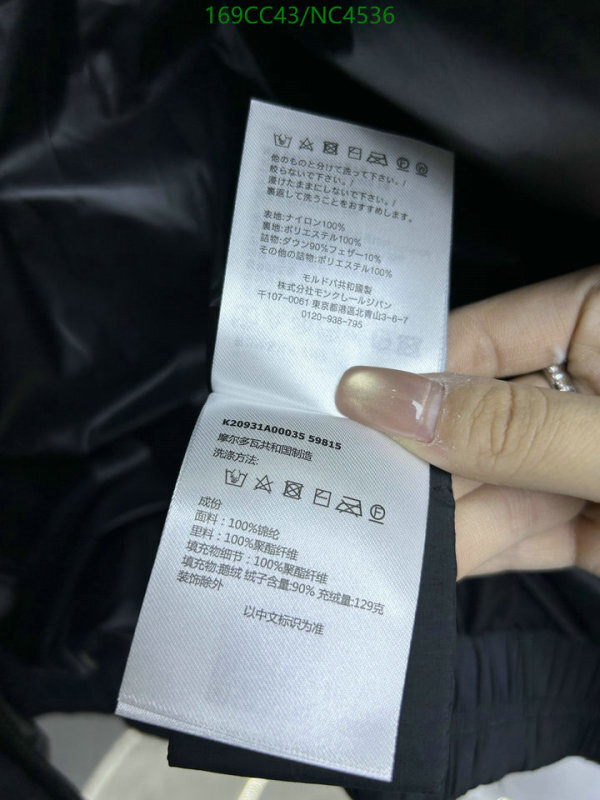 169CC43/NC4536
他のものと分けて洗って下さい。/
絞らないで下さい。/
漬けたままにしないで下さい。/
裏返して洗うことをおすすめします。
表地:ナイロン100%
裏地:ポリエステル100%
詰物:ダウン90%フェザー10%
その他の詰物:ポリエステル100%
モルドバ共和國製
株式会社モンクレールジャパン
〒107-0061 東京都港區北青山3-6-7
0120-938-795
K20931A00035 59815
摩尔多瓦共和国制造
洗涤方法:
成份
面料：100%锦纶
里料：100%聚酯纤维
填充物细节：100%聚酯纤维
填充物:鹅绒 绒子含量:90% 充绒量:129克
装饰除外
以中文标识为准